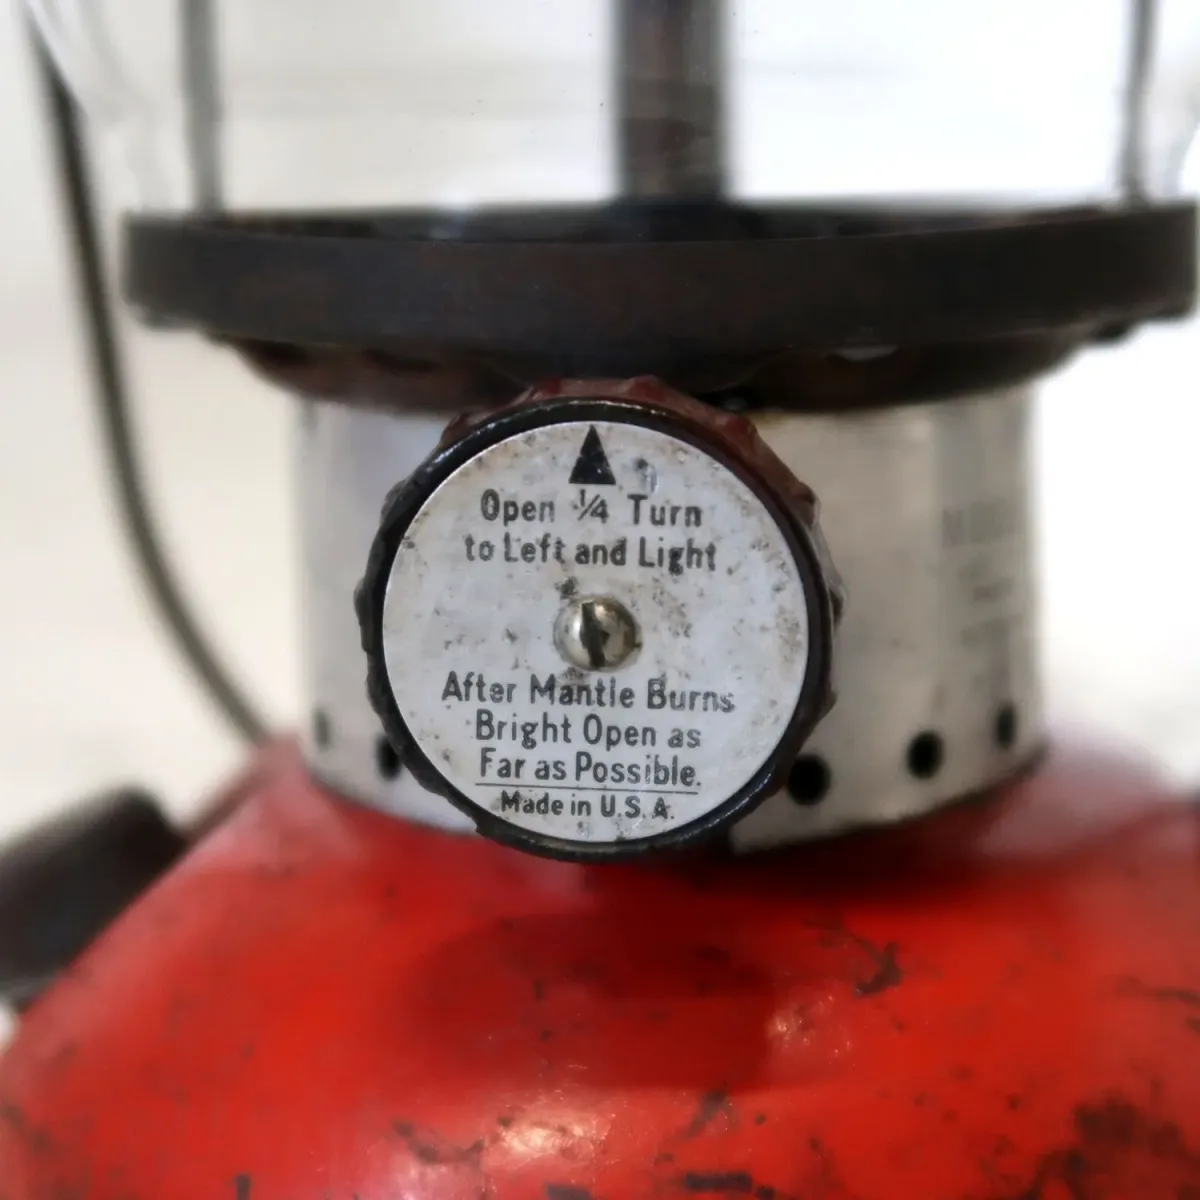 Open ¼ Turn
to Left and Light
After Mantle Burns
Bright Open as
Far as Possible.
Made in U.S.A.